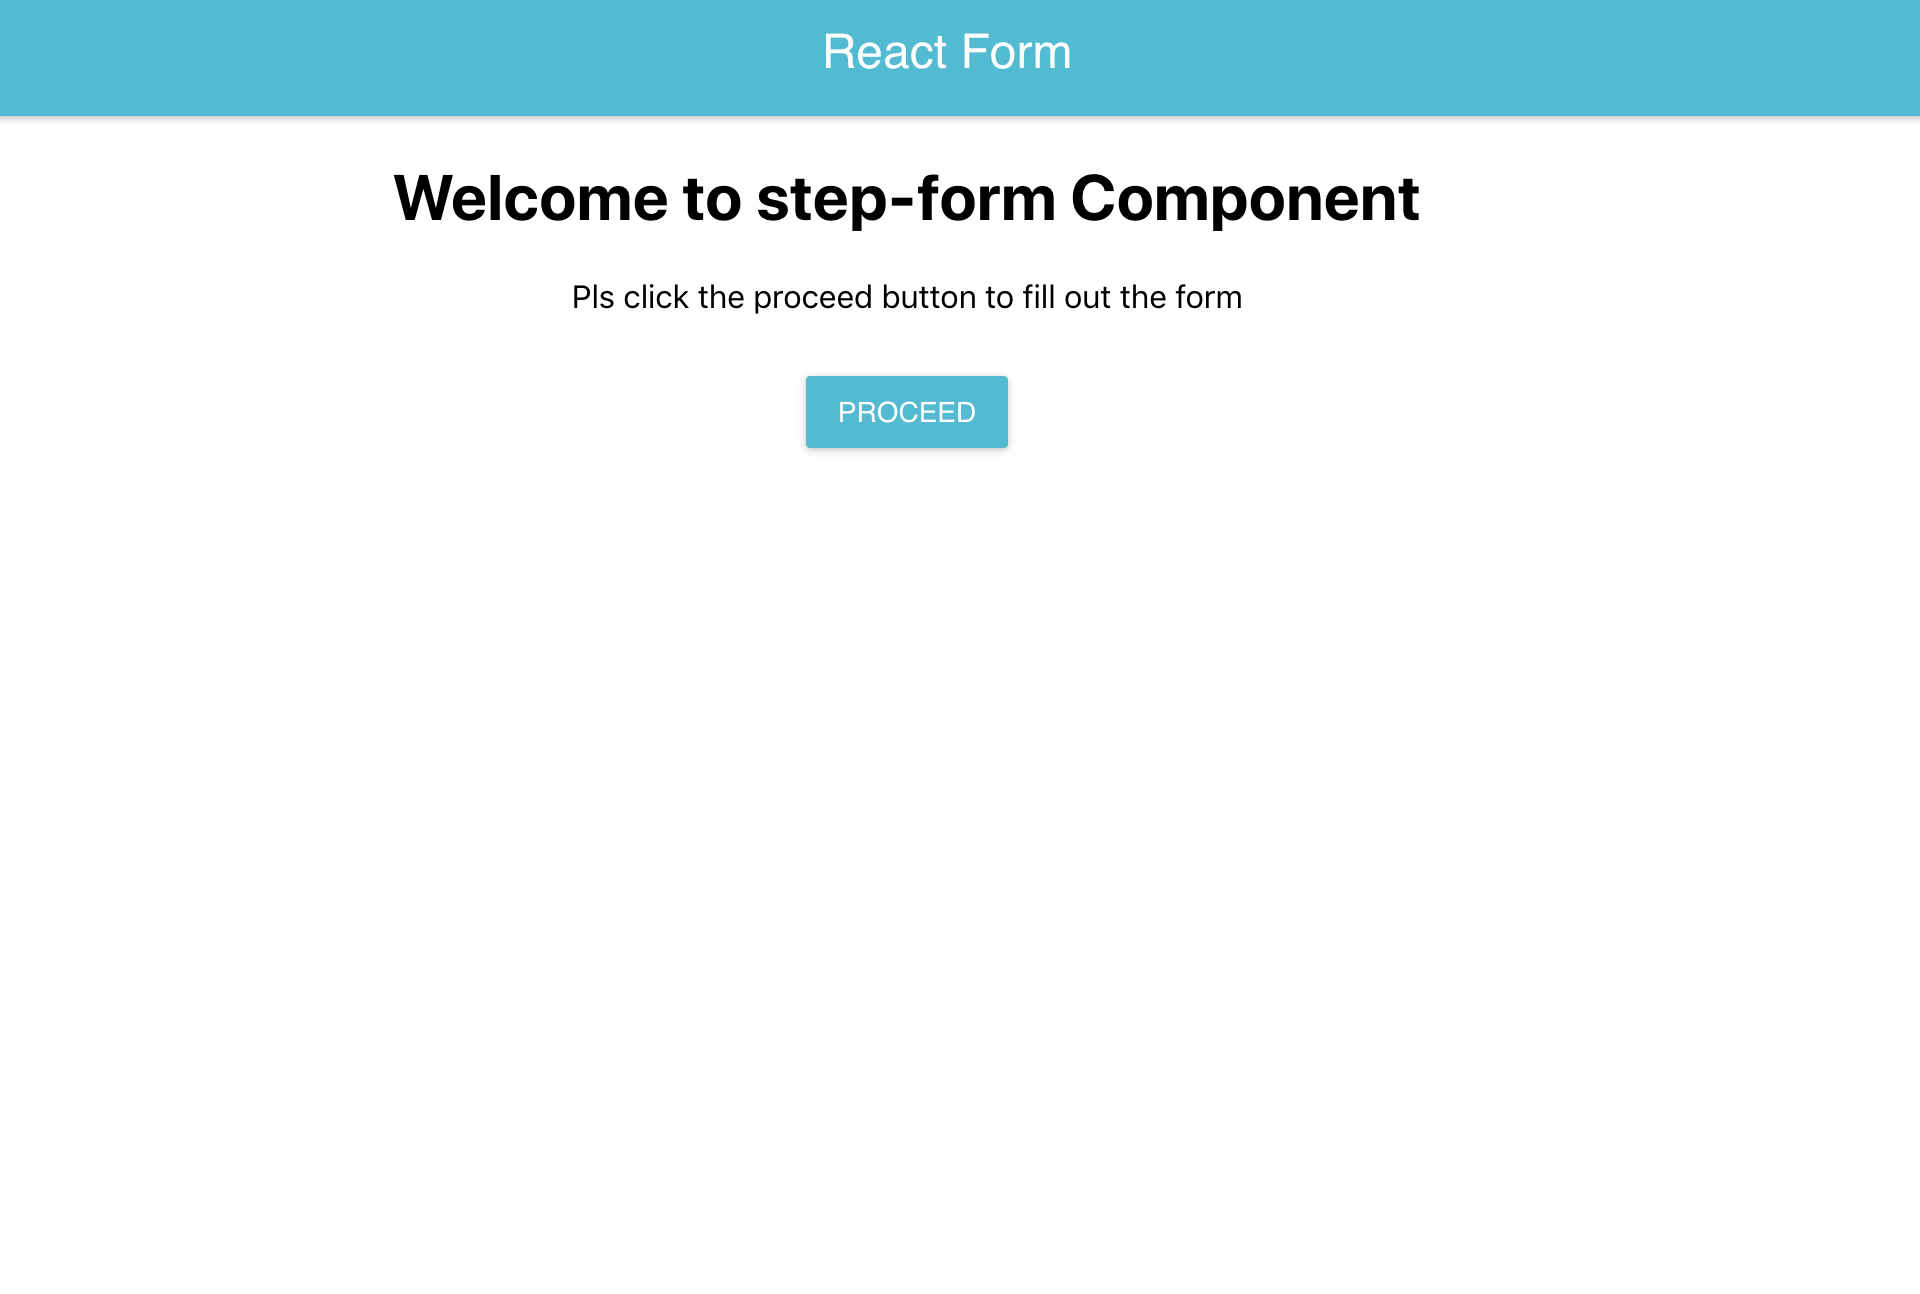 React Form
Welcome to step-form Component
Pls click the proceed button to fill out the form
PROCEED